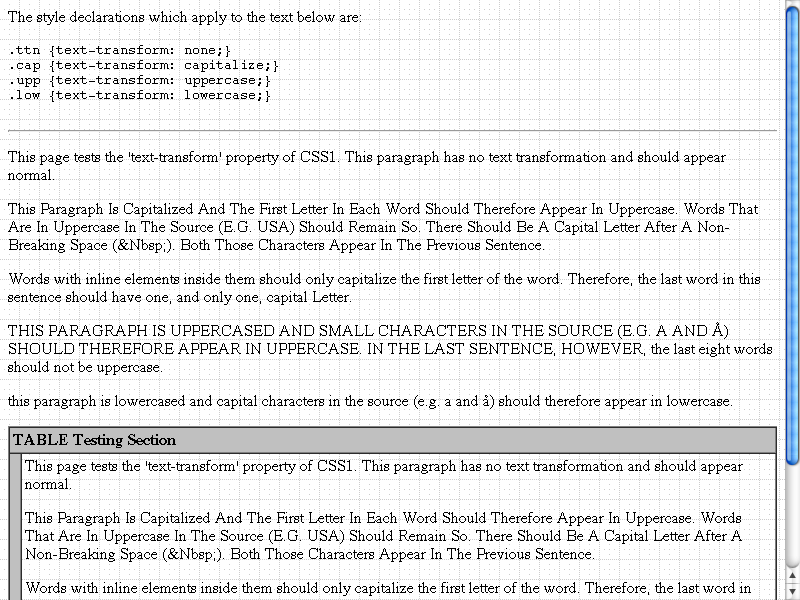 The style declarations which apply to the text below are:
.ttn {text-transform: none;}
.cap {text-transform: capitalize;}
.upp {text-transform: uppercase;}
.low {text-transform: lowercase;}
This page tests the 'text-transform' property of CSS1. This paragraph has no text transformation and should appear
normal.
This Paragraph Is Capitalized And The First Letter In Each Word Should Therefore Appear In Uppercase. Words That
Are In Uppercase In The Source (E.G. USA) Should Remain So. There Should Be A Capital Letter After A Non-
Breaking Space (&Nbsp;). Both Those Characters Appear In The Previous Sentence.
Words with inline elements inside them should only capitalize the first letter of the word. Therefore, the last word in this
sentence should have one, and only one, capital Letter.
THIS PARAGRAPH IS UPPERCASED AND SMALL CHARACTERS IN THE SOURCE (E.G. A AND Å)
SHOULD THEREFORE APPEAR IN UPPERCASE. IN THE LAST SENTENCE, HOWEVER, the last eight words
should not be uppercase.
this paragraph is lowercased and capital characters in the source (e.g. a and å) should therefore appear in lowercase.
TABLE Testing Section
This page tests the 'text-transform' property of CSS1. This paragraph has no text transformation and should appear
normal.
This Paragraph Is Capitalized And The First Letter In Each Word Should Therefore Appear In Uppercase. Words
That Are In Uppercase In The Source (E.G. USA) Should Remain So. There Should Be A Capital Letter After A
Non-Breaking Space (&Nbsp;). Both Those Characters Appear In The Previous Sentence.
Words with inline elements inside them should only capitalize the first letter of the word. Therefore, the last word in